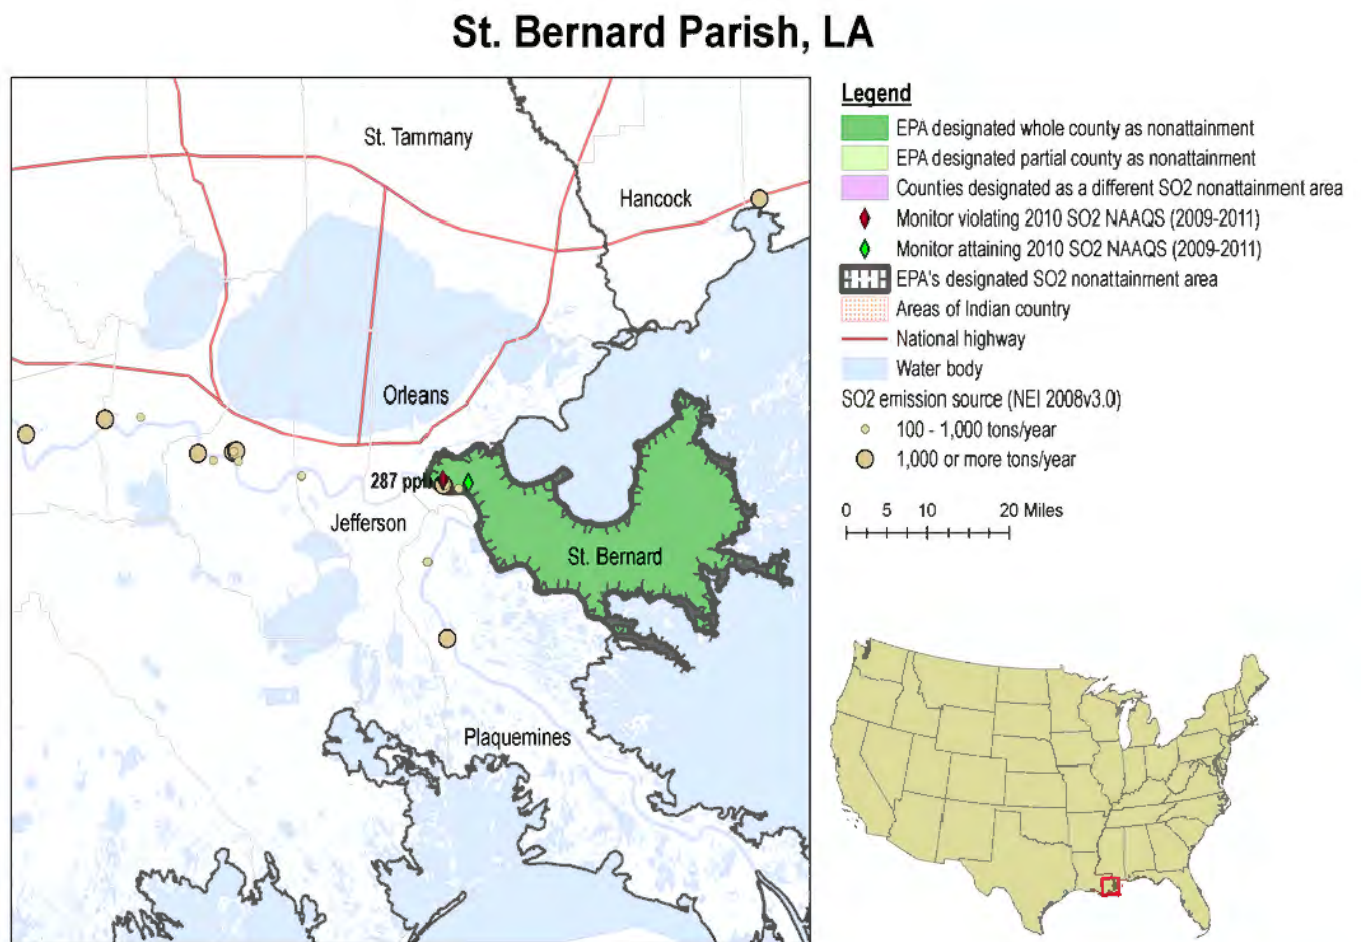 St. Bernard Parish, LA
St. Tammany
Hancock
Orleans
287 ppb
Jefferson
St. Bernard
Plaquemines
Legend
EPA designated whole county as nonattainment
EPA designated partial county as nonattainment
Counties designated as a different SO2 nonattainment area
Monitor violating 2010 SO2 NAAQS (2009-2011)
Monitor attaining 2010 SO2 NAAQS (2009-2011)
EPA's designated SO2 nonattainment area
Areas of Indian country
National highway
Water body
SO2 emission source (NEI 2008v3.0)
100 - 1,000 tons/year
1,000 or more tons/year
0 5 10 20 Miles